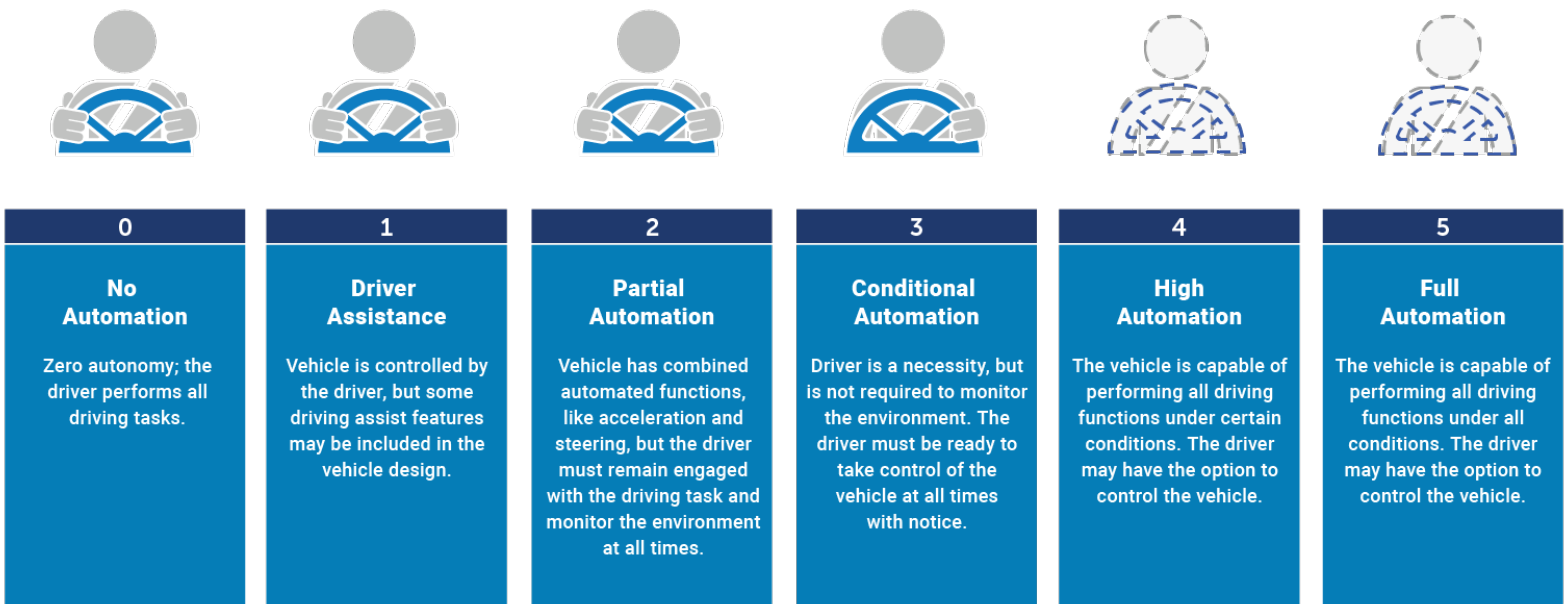 0
No
Automation
Zero autonomy; the
driver performs all
driving tasks.
1
Driver
Assistance
Vehicle is controlled by
the driver, but some
driving assist features
may be included in the
vehicle design.
2
Partial
Automation
Vehicle has combined
automated functions,
like acceleration and
steering, but the driver
must remain engaged
with the driving task and
monitor the environment
at all times.
3
Conditional
Automation
Driver is a necessity, but
is not required to monitor
the environment. The
driver must be ready to
take control of the
vehicle at all times
with notice.
4
High
Automation
The vehicle is capable of
performing all driving
functions under certain
conditions. The driver
may have the option to
control the vehicle.
5
Full
Automation
The vehicle is capable of
performing all driving
functions under all
conditions. The driver
may have the option to
control the vehicle.